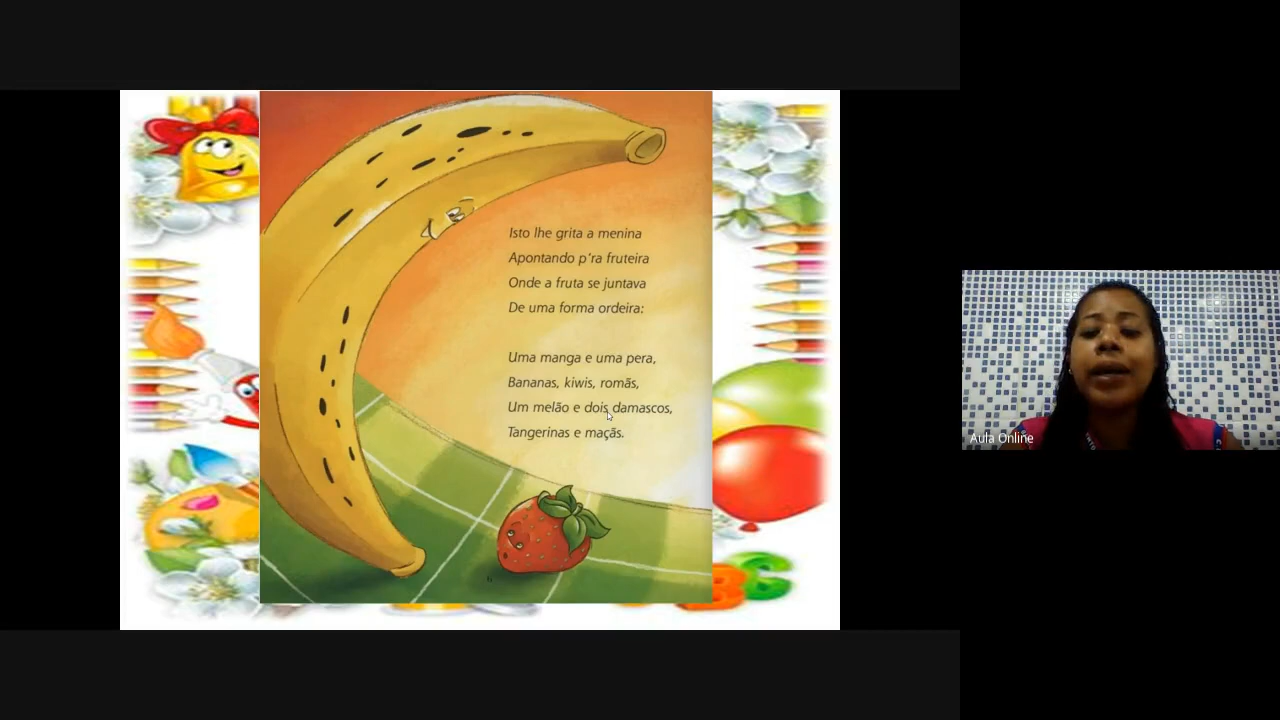 Isto lhe grita a menina
Apontando p'ra fruteira
Onde a fruta se juntava
De uma forma ordeira:
Uma manga e uma pera,
Bananas, kiwis, romãs,
Um melão e dois damascos,
Tangerinas e maçãs.
Aula Online